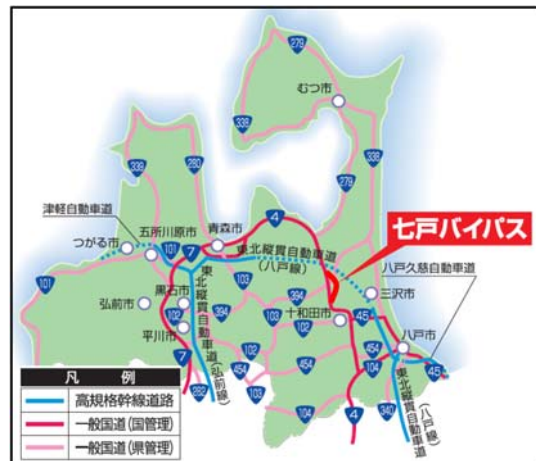 279
むつ市
338
338
339
280
279
津軽自動車道
五所川原市
青森市
4
七戸バイパス
つがる市
101
7
東北縦貫自動車道
(八戸線)
八戸久慈自動車道
101
103
394
三沢市
弘前市
黒石市
東北縦貫自動車道(弘前線)
394
103
十和田市
45
102
102
八戸市
平川市
102
454
454
104
45
7
454
103
282
104
4
340
東北縦貫自動車道
(八戸線)
凡 例
高規格幹線道路
一般国道(国管理)
一般国道(県管理)